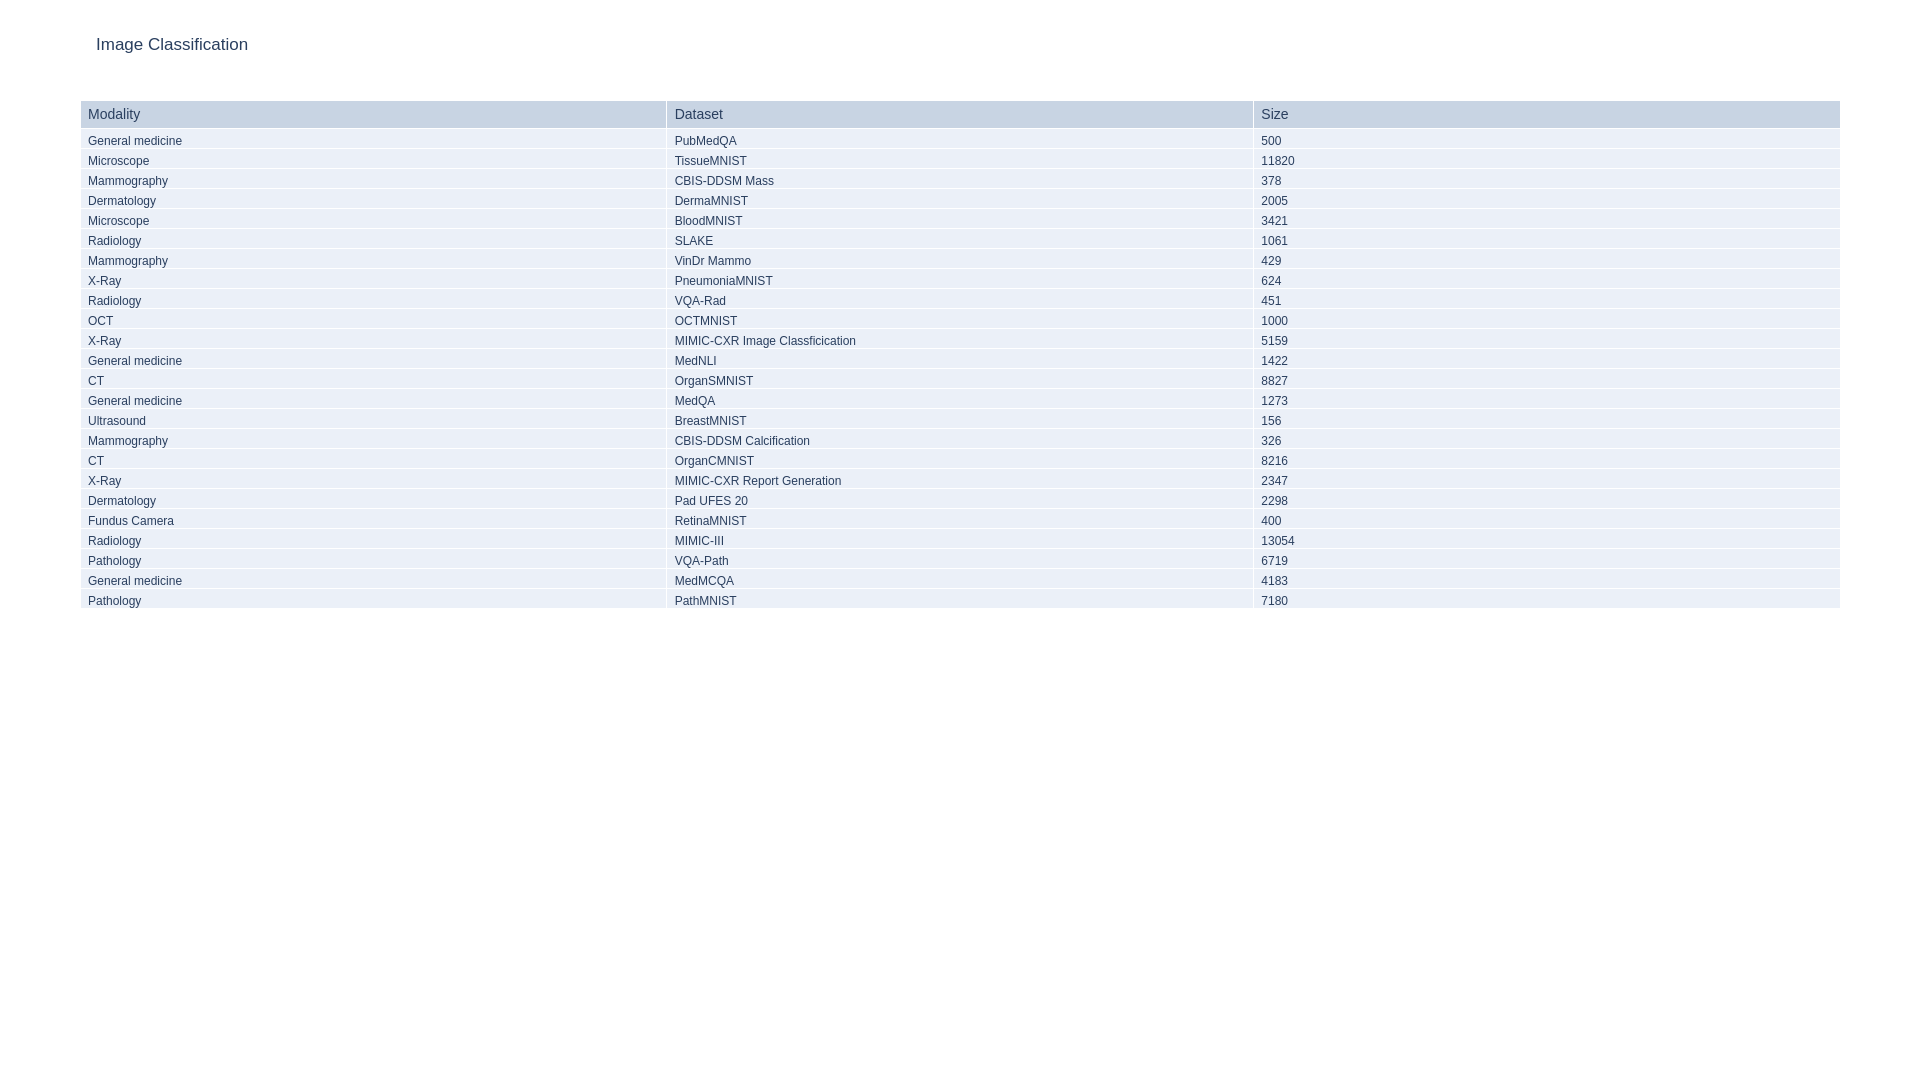 Image Classification
Modality Dataset Size
General medicine PubMedQA 500
Microscope TissueMNIST 11820
Mammography CBIS-DDSM Mass 378
Dermatology DermaMNIST 2005
Microscope BloodMNIST 3421
Radiology SLAKE 1061
Mammography VinDr Mammo 429
X-Ray PneumoniaMNIST 624
Radiology VQA-Rad 451
OCT OCTMNIST 1000
X-Ray MIMIC-CXR Image Classficication 5159
General medicine MedNLI 1422
CT OrganSMNIST 8827
General medicine MedQA 1273
Ultrasound BreastMNIST 156
Mammography CBIS-DDSM Calcification 326
CT OrganCMNIST 8216
X-Ray MIMIC-CXR Report Generation 2347
Dermatology Pad UFES 20 2298
Fundus Camera RetinaMNIST 400
Radiology MIMIC-III 13054
Pathology VQA-Path 6719
General medicine MedMCQA 4183
Pathology PathMNIST 7180